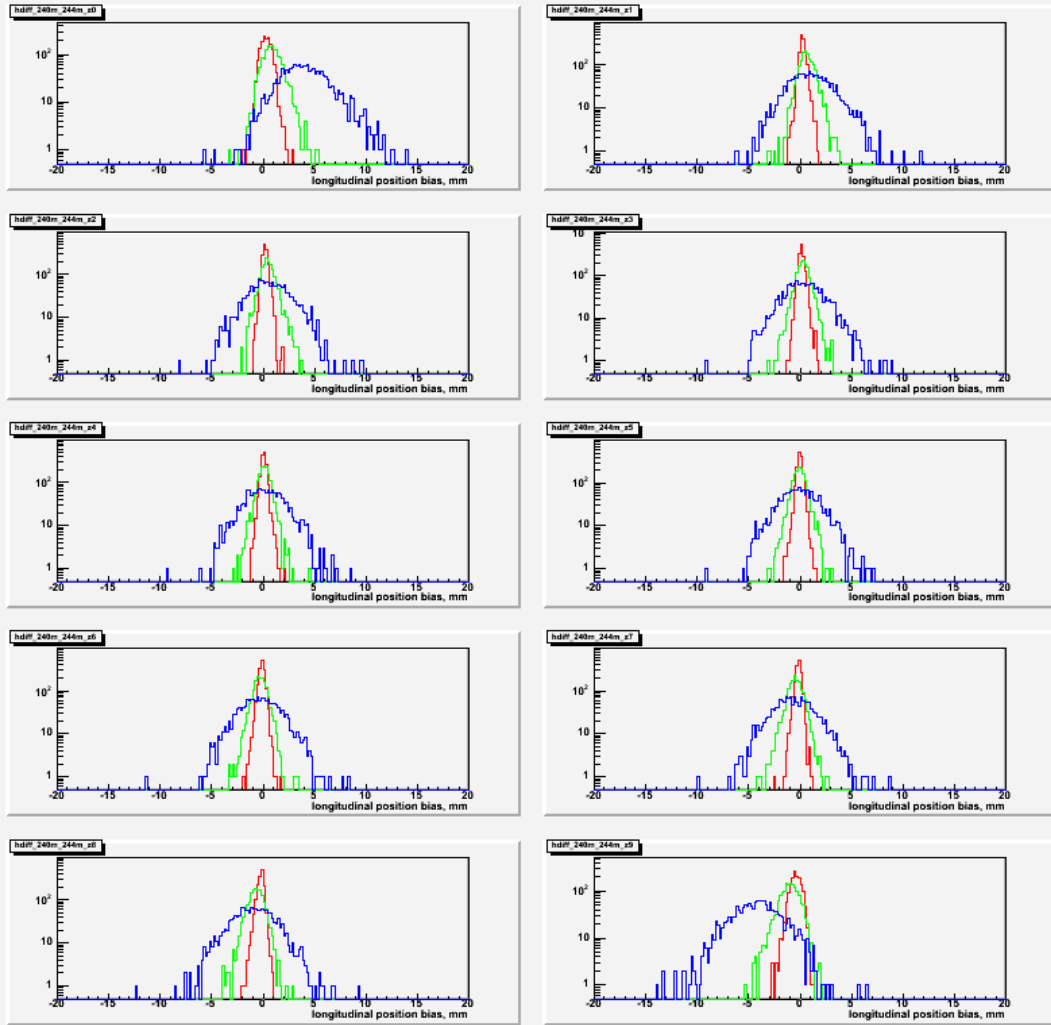 hdiff_240m_244m_z0
10²
10
1
-20 -15 -10 -5 0 5 10 15 20
longitudinal position bias, mm
hdiff_240m_244m_z1
10²
10
1
-20 -15 -10 -5 0 5 10 15 20
longitudinal position bias, mm
hdiff_240m_244m_z2
10²
10
1
-20 -15 -10 -5 0 5 10 15 20
longitudinal position bias, mm
hdiff_240m_244m_z3
10²
10
1
-20 -15 -10 -5 0 5 10 15 20
longitudinal position bias, mm
hdiff_240m_244m_z4
10²
10
1
-20 -15 -10 -5 0 5 10 15 20
longitudinal position bias, mm
hdiff_240m_244m_z5
10²
10
1
-20 -15 -10 -5 0 5 10 15 20
longitudinal position bias, mm
hdiff_240m_244m_z6
10²
10
1
-20 -15 -10 -5 0 5 10 15 20
longitudinal position bias, mm
hdiff_240m_244m_z7
10²
10
1
-20 -15 -10 -5 0 5 10 15 20
longitudinal position bias, mm
hdiff_240m_244m_z8
10²
10
1
-20 -15 -10 -5 0 5 10 15 20
longitudinal position bias, mm
hdiff_240m_244m_z9
10²
10
1
-20 -15 -10 -5 0 5 10 15 20
longitudinal position bias, mm